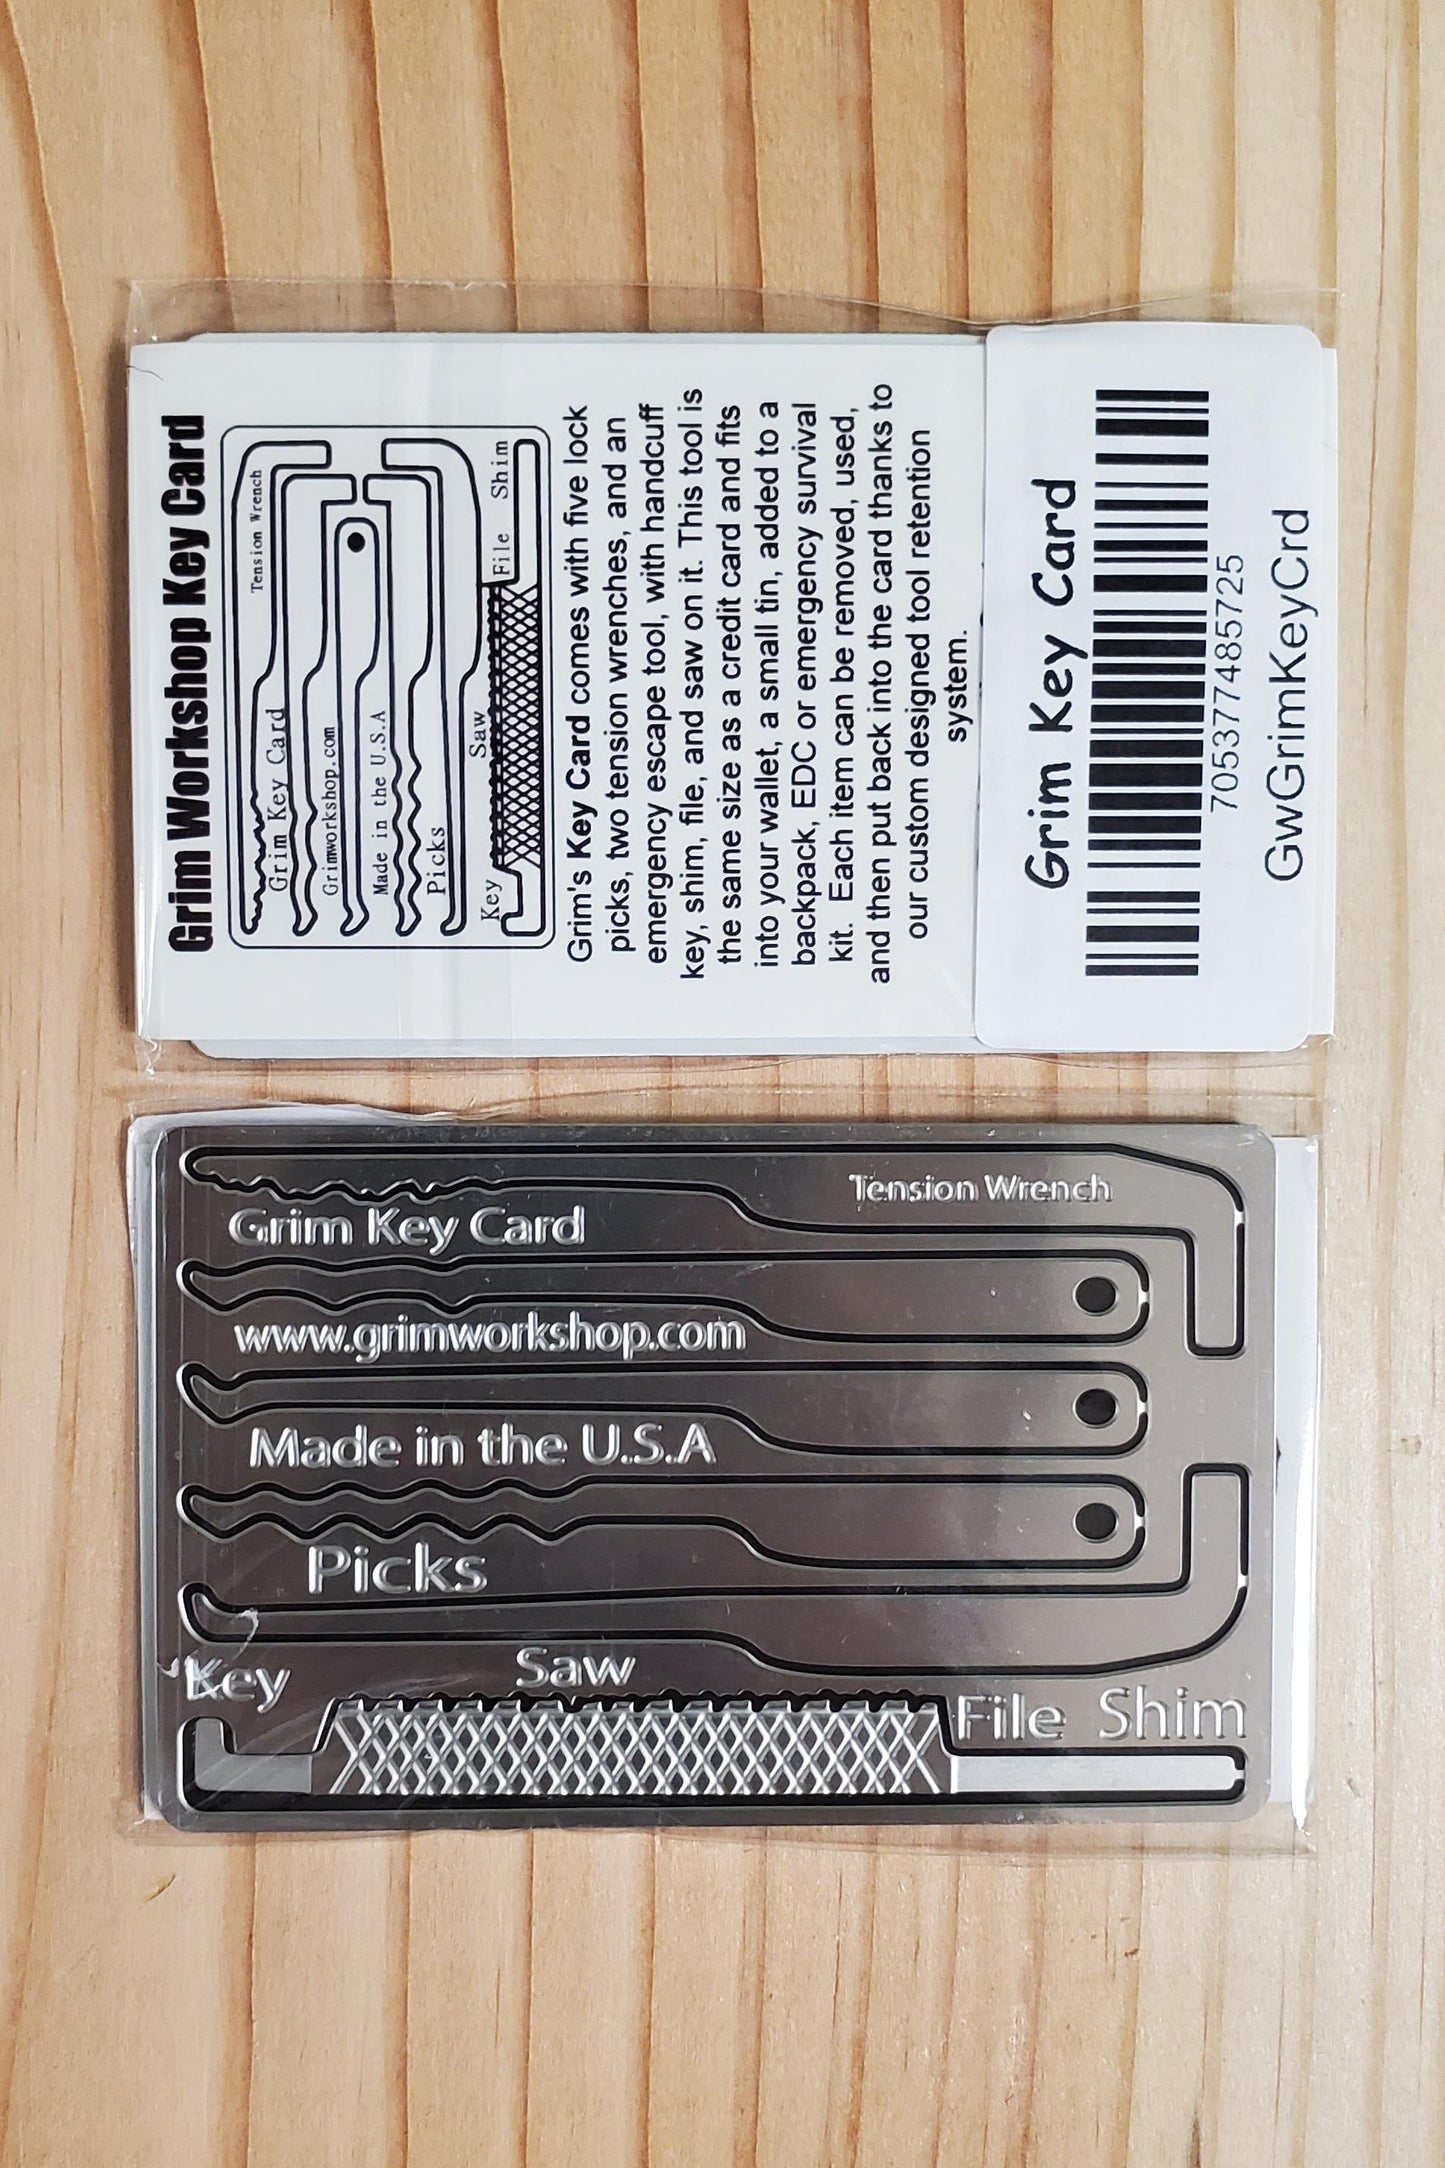 Grim Workshop Key Card
Tension Wrench
Grim Key Card
Grimworkshop.com
Made in the U.S.A
Picks
Saw
Key
File Shim
Grim's Key Card comes with five lock
picks, two tension wrenches, and an
emergency escape tool, with handcuff
key, shim, file, and saw on it. This tool is
the same size as a credit card and fits
into your wallet, a small tin, added to a
backpack, EDC or emergency survival
kit. Each item can be removed, used,
and then put back into the card thanks to
our custom designed tool retention
system.
Grim Key Card
705377485725
GwGrimKeyCrd
Tension Wrench
Grim Key Card
www.grimworkshop.com
Made in the U.S.A
Picks
Key
Saw
File Shim